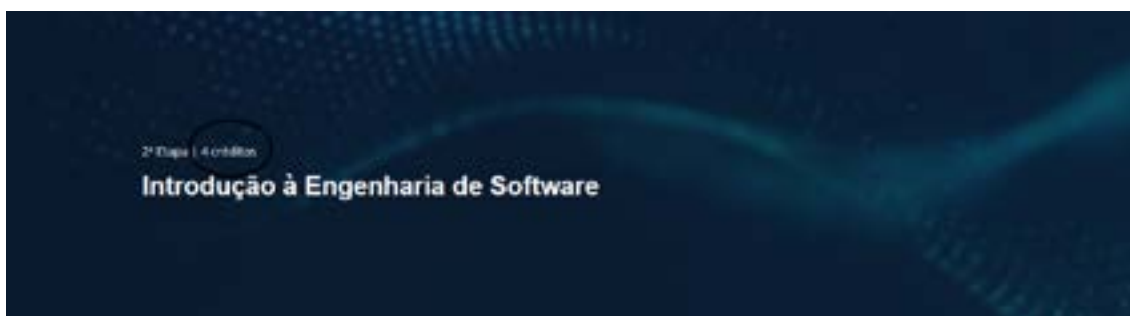 2ª Etapa | 4 créditos
Introdução à Engenharia de Software